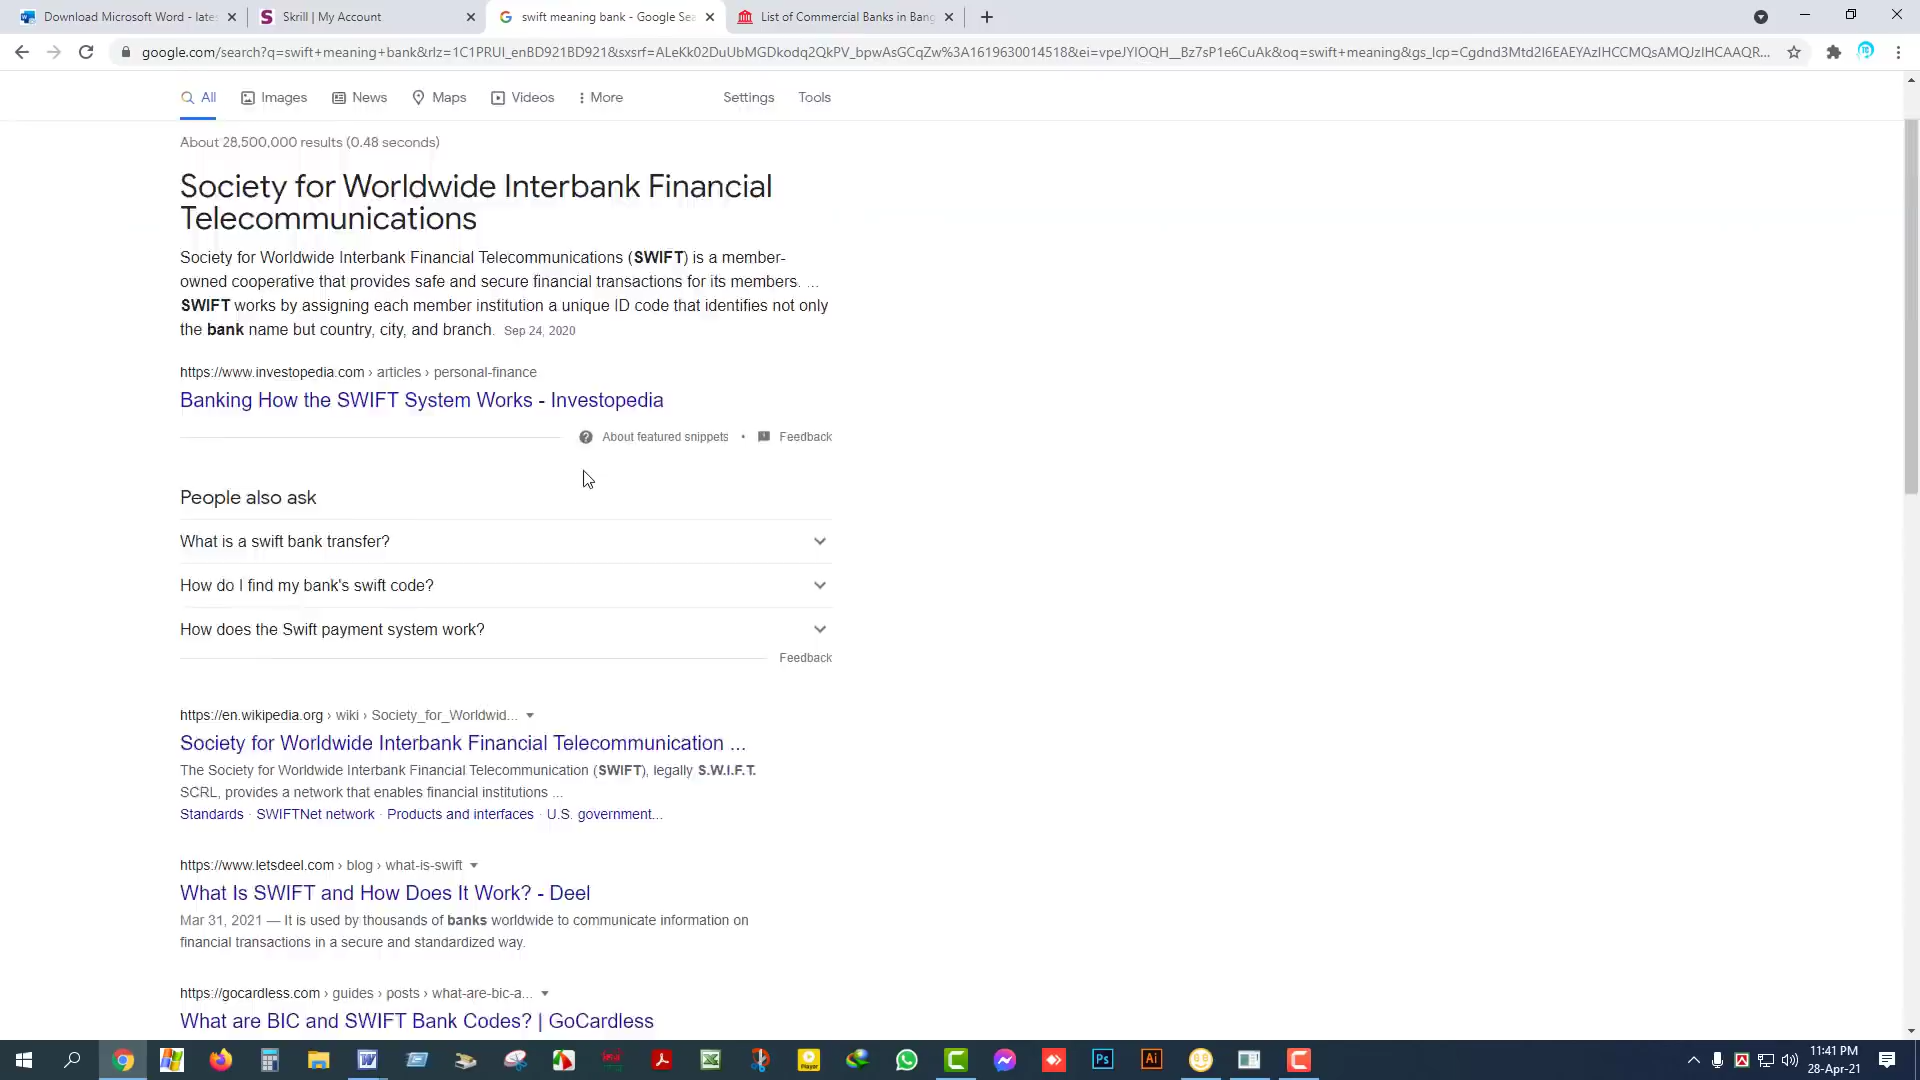 Download Microsoft Word - late
Skrill | My Account
swift meaning bank - Google Sea
List of Commercial Banks in Bang
google.com/search?q=swift+meaning+bank&rlz=1C1PRUI_enBD921BD921&sxsrf=ALeKk02DuUbMGDkodq2QkPV_bpwAsGCqZw%3A1619630014518&ei=vpeJYIOQH__Bz7sP1e6CuAk&oq=swift+meaning&gs_lcp=Cgdnd3Mtd2l6EAEYAzIHCCMQsAMQJzIHCAAQR...
All
Images
News
Maps
Videos
More
Settings
Tools
About 28,500,000 results (0.48 seconds)
Society for Worldwide Interbank Financial
Telecommunications
Society for Worldwide Interbank Financial Telecommunications (SWIFT) is a member-
owned cooperative that provides safe and secure financial transactions for its members. ...
SWIFT works by assigning each member institution a unique ID code that identifies not only
the bank name but country, city, and branch. Sep 24, 2020
https://www.investopedia.com › articles › personal-finance
Banking How the SWIFT System Works - Investopedia
About featured snippets • Feedback
People also ask
What is a swift bank transfer?
How do I find my bank's swift code?
How does the Swift payment system work?
Feedback
https://en.wikipedia.org › wiki › Society_for_Worldwid...
Society for Worldwide Interbank Financial Telecommunication ...
The Society for Worldwide Interbank Financial Telecommunication (SWIFT), legally S.W.I.F.T.
SCRL, provides a network that enables financial institutions ...
Standards · SWIFTNet network · Products and interfaces · U.S. government...
https://www.letsdeel.com › blog › what-is-swift
What Is SWIFT and How Does It Work? - Deel
Mar 31, 2021 — It is used by thousands of banks worldwide to communicate information on
financial transactions in a secure and standardized way.
https://gocardless.com › guides › posts › what-are-bic-a...
What are BIC and SWIFT Bank Codes? | GoCardless
11:41 PM
28-Apr-21